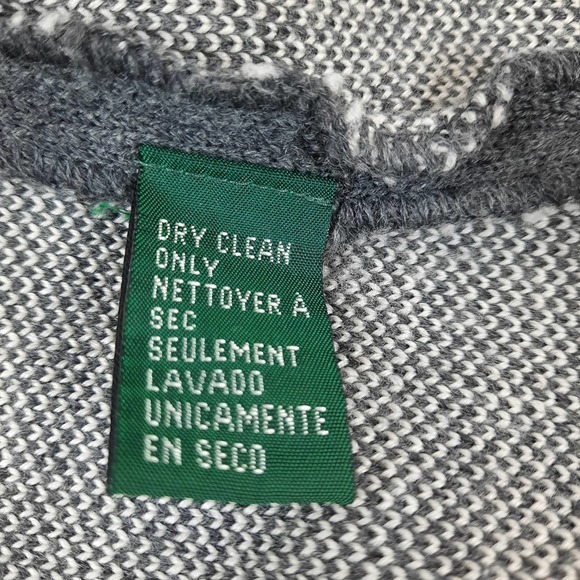 DRY CLEAN
ONLY
NETTOYER À
SEC
SEULEMENT
LAVADO
UNICAMENTE
EN SECO